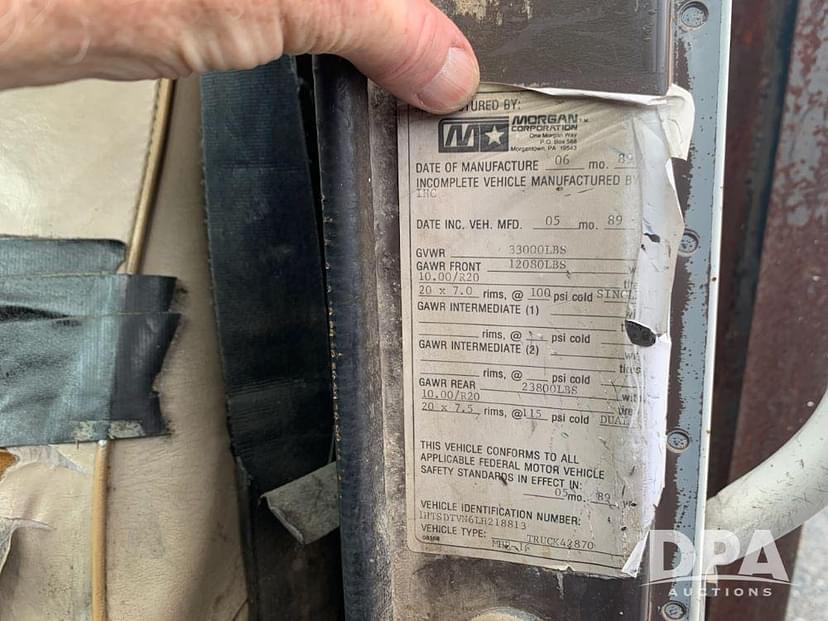 TURED BY:
MORGAN
CORPORATION
One Morgan Way
P.O. Box 588
Morgantown, PA 19543
DATE OF MANUFACTURE 06 mo. 89
INCOMPLETE VEHICLE MANUFACTURED BY
INC
DATE INC. VEH. MFD. 05 mo. 89
GVWR 33000LBS
GAWR FRONT 12080LBS
10.00/R20
20 x 7.0 rims, @ 100 psi cold SINGL
GAWR INTERMEDIATE (1)
rims, @ psi cold
GAWR INTERMEDIATE (2) with
tires
rims, @ psi cold
GAWR REAR 23800LBS with
10.00/R20 tire
20 x 7.5 rims, @115 psi cold DUAL
THIS VEHICLE CONFORMS TO ALL
APPLICABLE FEDERAL MOTOR VEHICLE
SAFETY STANDARDS IN EFFECT IN:
05 mo. 89
VEHICLE IDENTIFICATION NUMBER:
1HTSDTVN6LH218813
VEHICLE TYPE: TRUCK42870
DPA
AUCTIONS